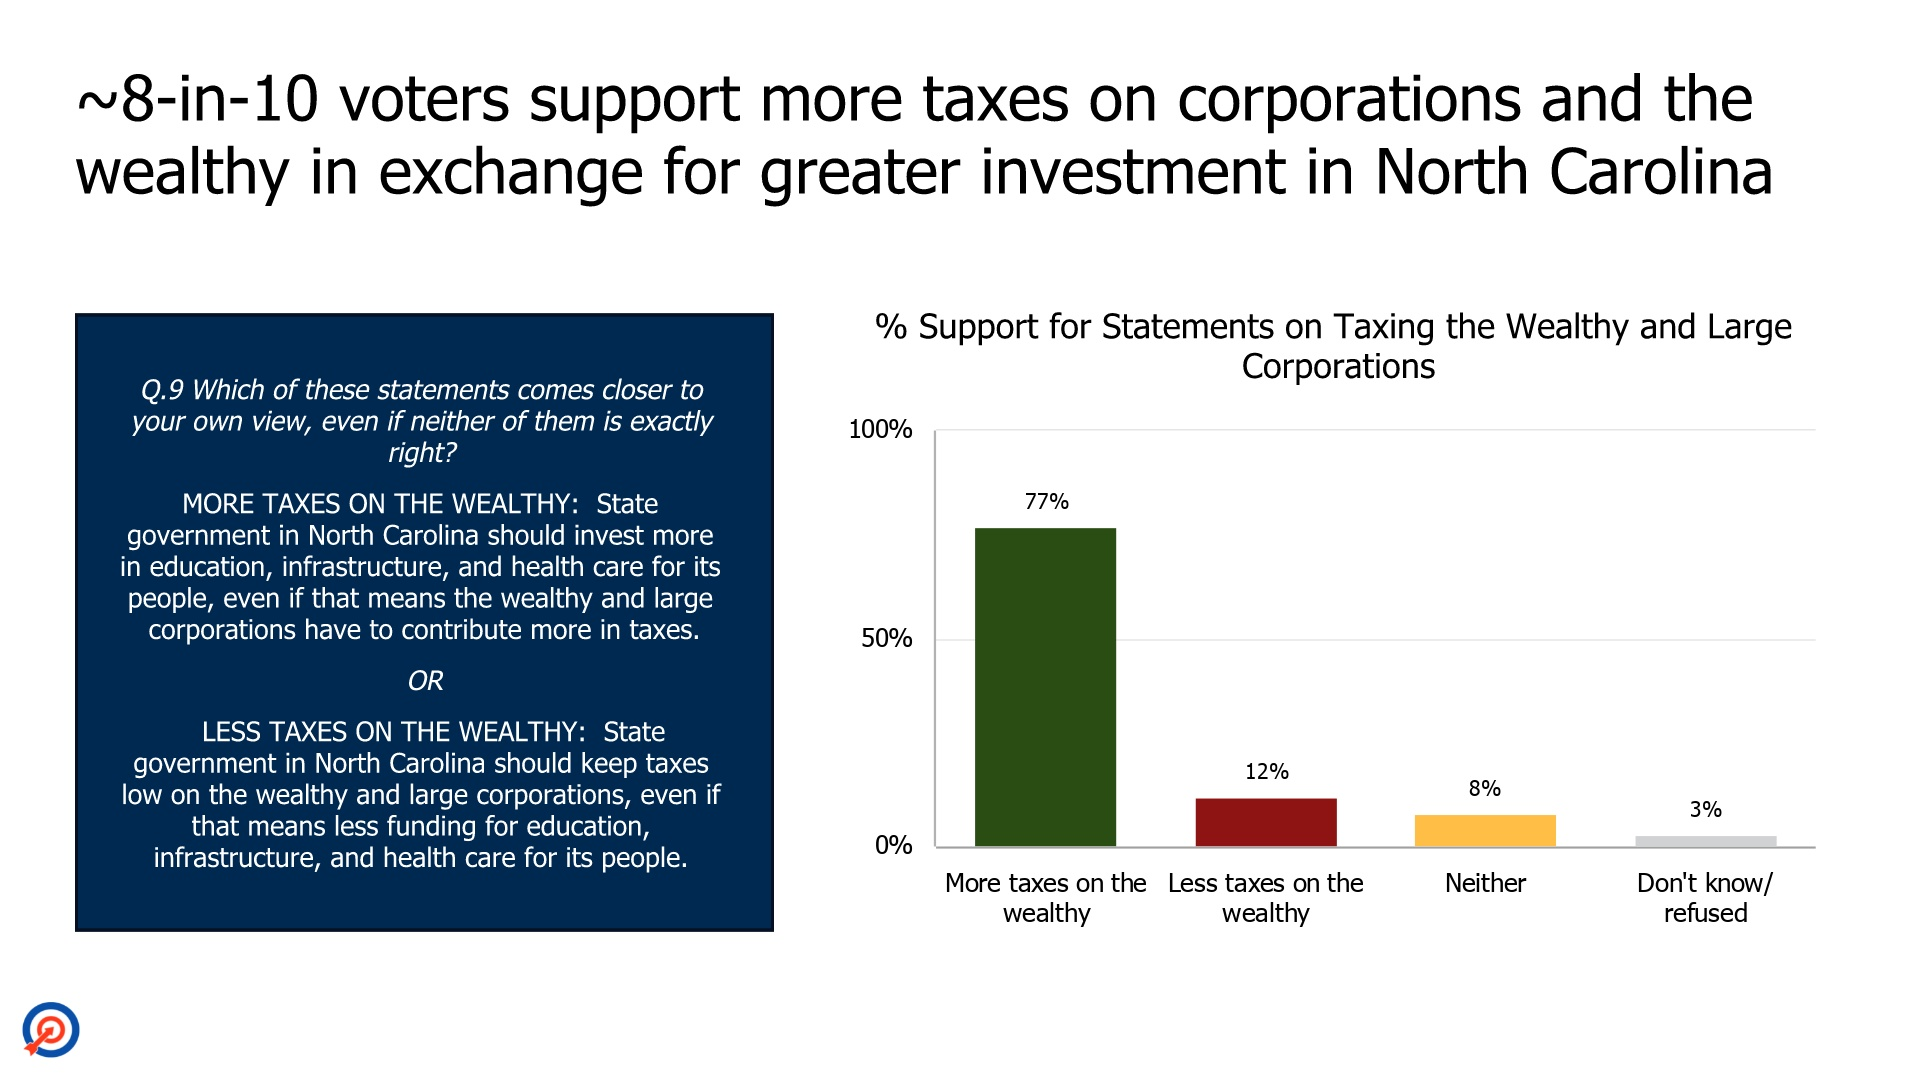 ~8-in-10 voters support more taxes on corporations and the
wealthy in exchange for greater investment in North Carolina
Q.9 Which of these statements comes closer to
your own view, even if neither of them is exactly
right?
MORE TAXES ON THE WEALTHY:  State
government in North Carolina should invest more
in education, infrastructure, and health care for its
people, even if that means the wealthy and large
corporations have to contribute more in taxes.
OR
LESS TAXES ON THE WEALTHY:  State
government in North Carolina should keep taxes
low on the wealthy and large corporations, even if
that means less funding for education,
infrastructure, and health care for its people.
% Support for Statements on Taxing the Wealthy and Large
Corporations
100%
50%
0%
77%
12%
8%
3%
More taxes on the
wealthy
Less taxes on the
wealthy
Neither
Don't know/
refused